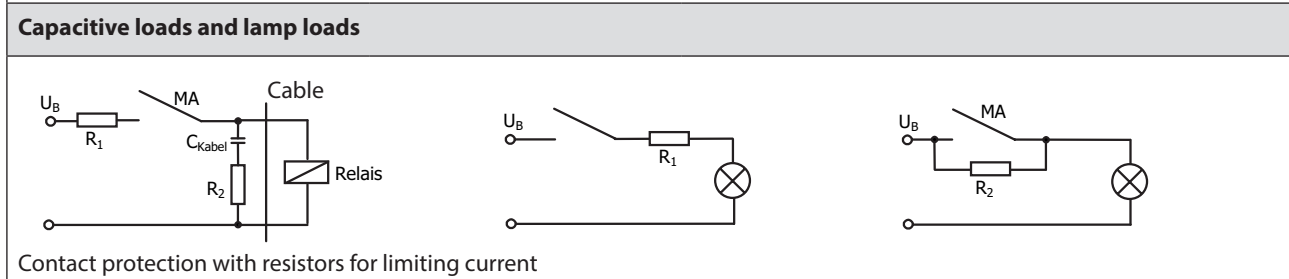 Capacitive loads and lamp loads
U_B
R_1
MA
Cable
C_Kabel
R_2
Relais
U_B
R_1
U_B
MA
R_2
Contact protection with resistors for limiting current